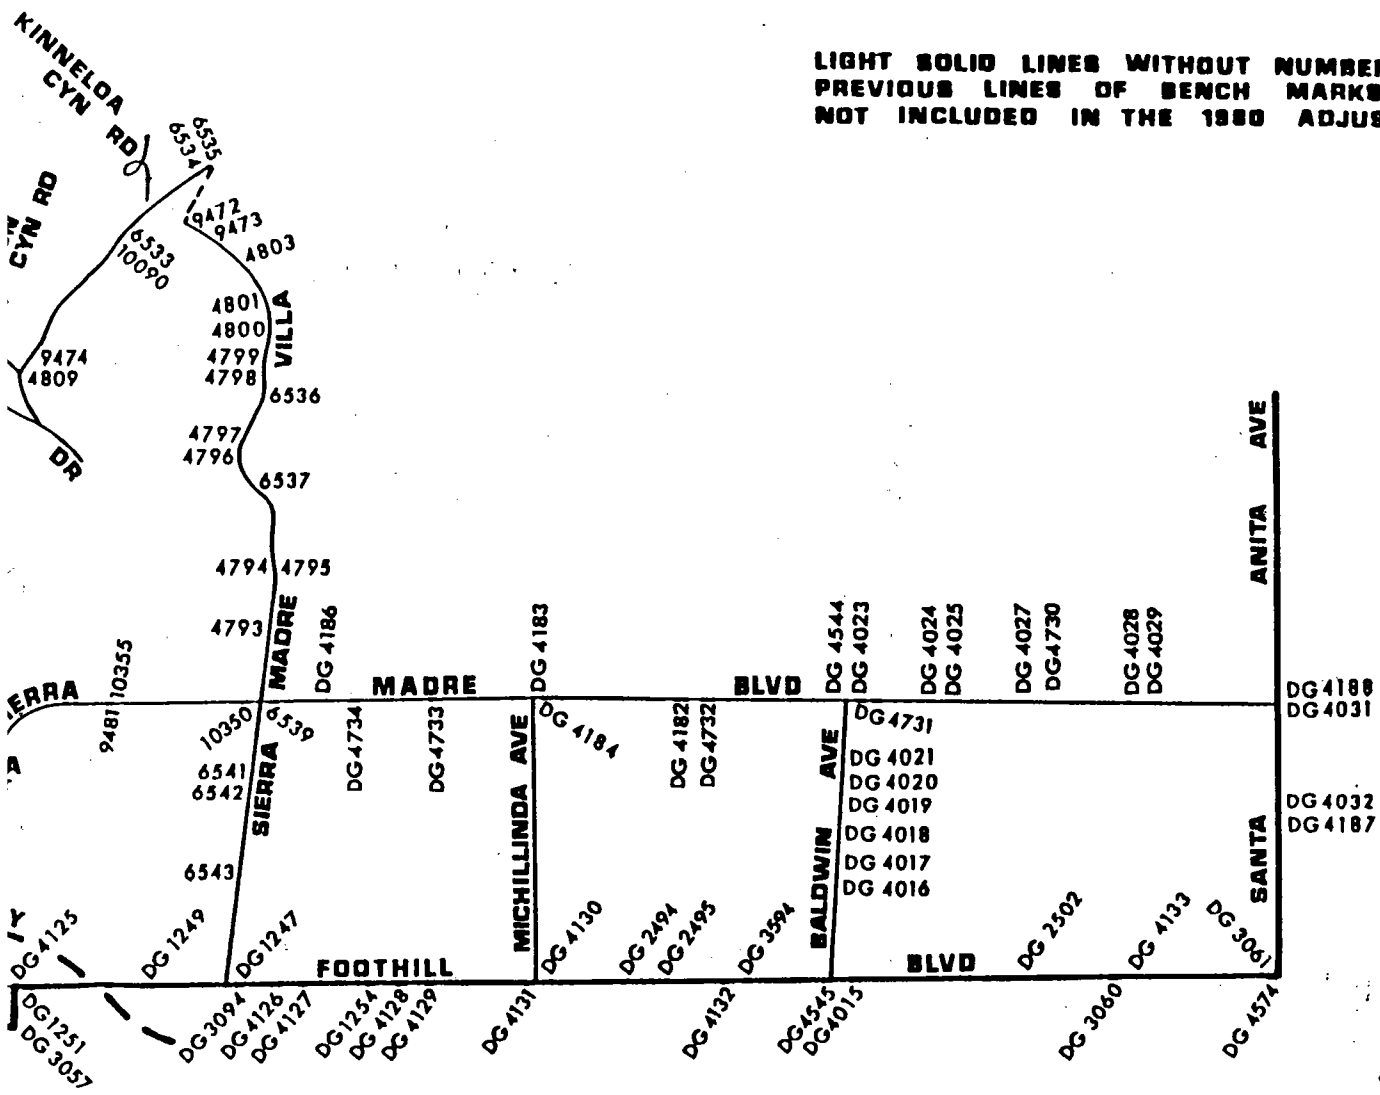 KINNELOA
CYN RD
LIGHT SOLID LINES WITHOUT NUMBE
PREVIOUS LINES OF BENCH MARKS
NOT INCLUDED IN THE 1980 ADJUS
6535
6534
CYN RD
9472
9473
4803
6533
10090
4801
4800
VILLA
4799
4798
9474
4809
6536
4797
4796
6537
DR
AVE
ANITA
4794
4795
4793
MADRE
DG 4186
DG 4183
DG 4544
DG 4023
DG 4024
DG 4025
DG 4027
DG 4730
DG 4028
DG 4029
10355
IERRA
MADRE
BLVD
DG 4188
DG 4031
9481
10350
6539
DG 4734
DG 4733
DG 4184
DG 4182
DG 4732
DG 4731
SIERRA
6541
6542
MICHILLINDA AVE
BALDWIN AVE
DG 4021
DG 4020
DG 4019
DG 4018
DG 4017
DG 4016
DG 4032
DG 4187
SANTA
A
6543
Y
DG 4125
DG 1249
DG 1247
FOOTHILL
DG 4130
DG 2494
DG 2495
DG 3594
BLVD
DG 2502
DG 4133
DG 3061
DG 1251
DG 3057
DG 3094
DG 4126
DG 4127
DG 1254
DG 4128
DG 4129
DG 4131
DG 4132
DG 4545
DG 4015
DG 3060
DG 4574